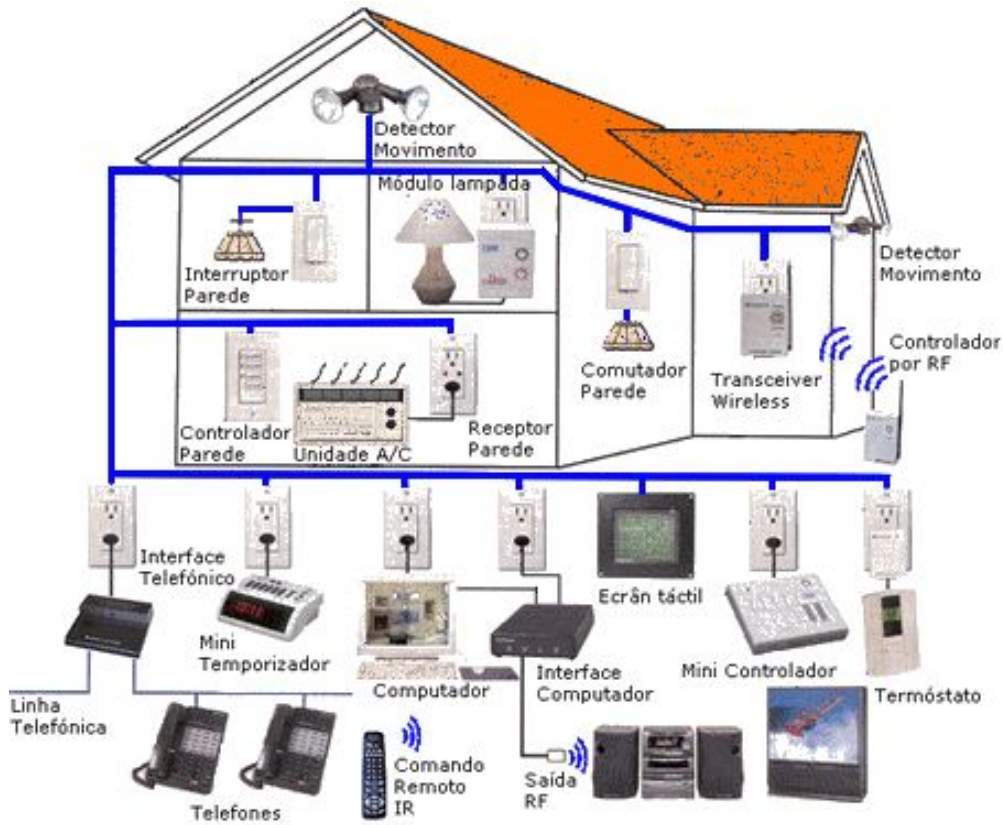 Detector
Movimento
Módulo lampada
Interruptor
Parede
Detector
Movimento
Comutador
Parede
Transceiver
Wireless
Controlador
por RF
Controlador
Parede
Unidade A/C
Receptor
Parede
Interface
Telefónico
Mini
Temporizador
Computador
Interface
Computador
Ecrân táctil
Mini Controlador
Termóstato
Linha
Telefónica
Telefones
Comando
Remoto
IR
Saída
RF